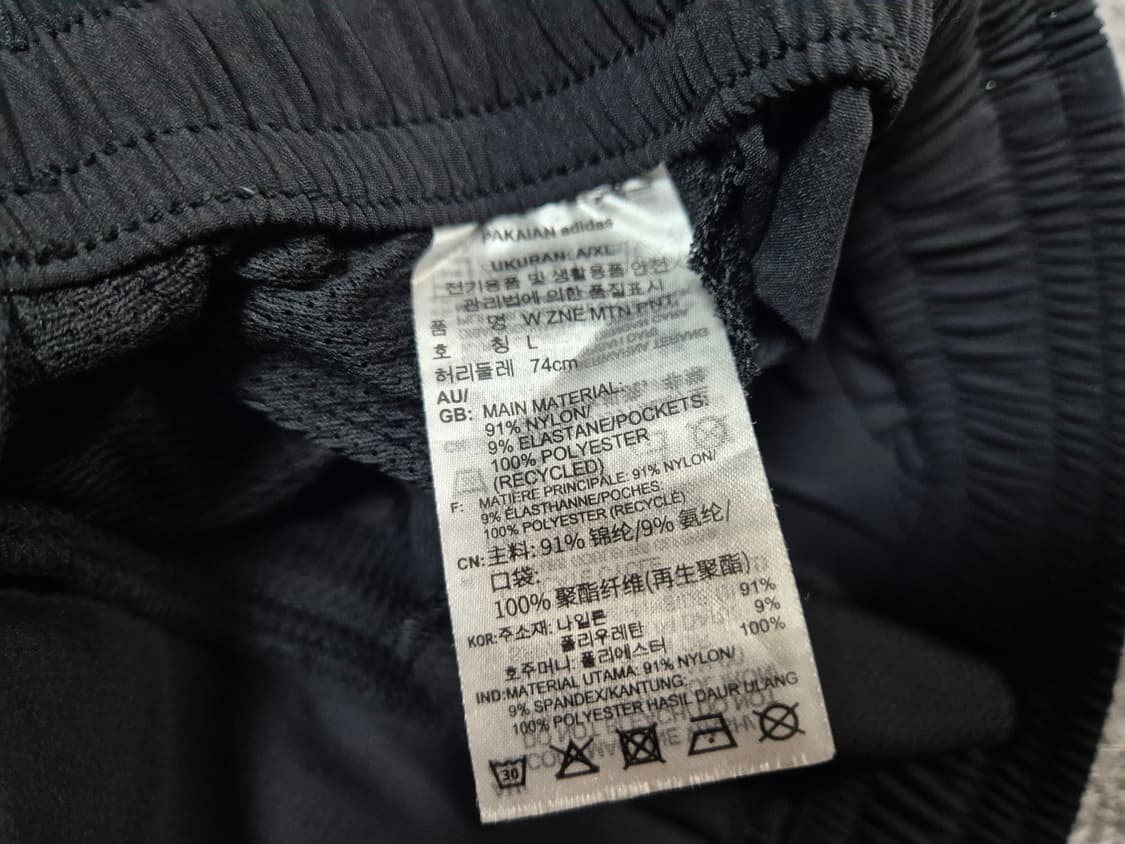 PAKAIAN adidas
UKURAN: A/XL
전기용품 및 생활용품 안전
관리법에 의한 품질표시
품 명 W ZNE MTN PNT
호 칭 L
허리둘레 74cm
AU/
GB: MAIN MATERIAL:
91% NYLON/
9% ELASTANE/POCKETS:
100% POLYESTER
(RECYCLED)
F: MATIÈRE PRINCIPALE: 91% NYLON/
9% ÉLASTHANNE/POCHES:
100% POLYESTER (RECYCLÉ)
CN: 主料: 91% 锦纶/9% 氨纶/
口袋:
100% 聚酯纤维(再生聚酯)
KOR: 주소재: 나일론 91%
폴리우레탄 9%
호주머니: 폴리에스터 100%
IND: MATERIAL UTAMA: 91% NYLON/
9% SPANDEX/KANTUNG:
100% POLYESTER HASIL DAUR ULANG
30